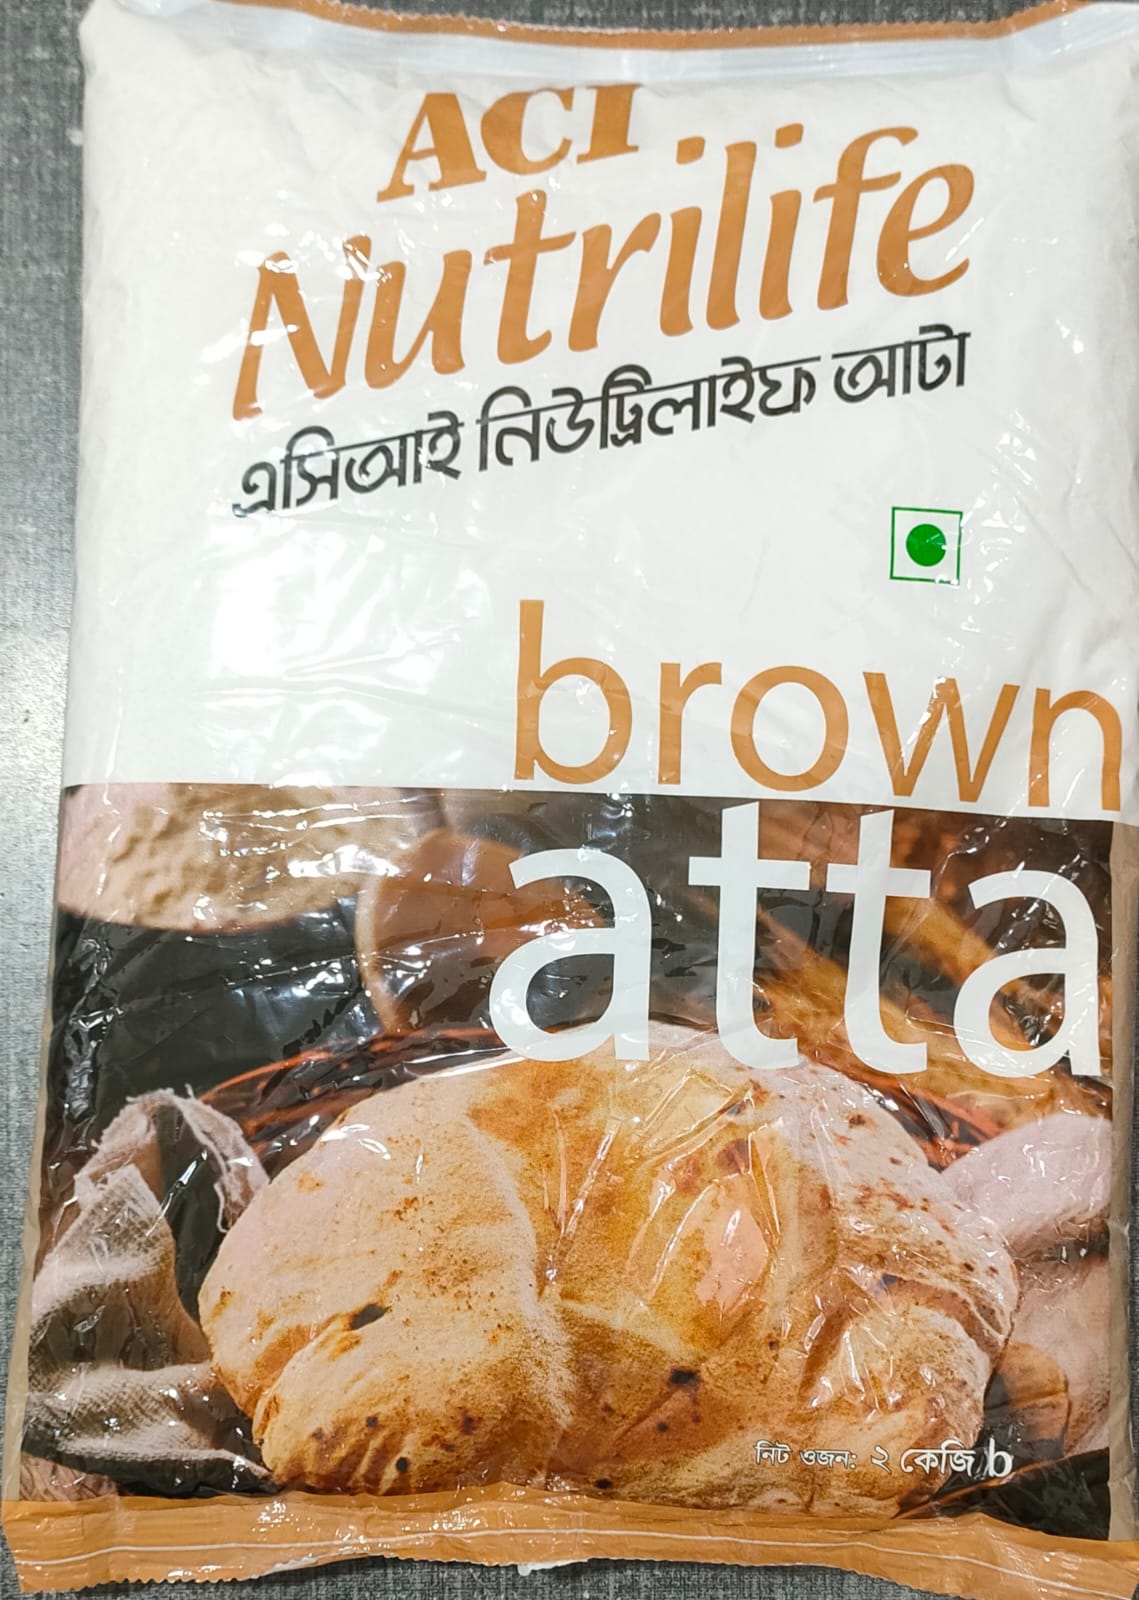 ACI
Nutrilife
এসিআই নিউট্রিলাইফ আটা
brown
atta
নিট ওজন: ২ কেজি b